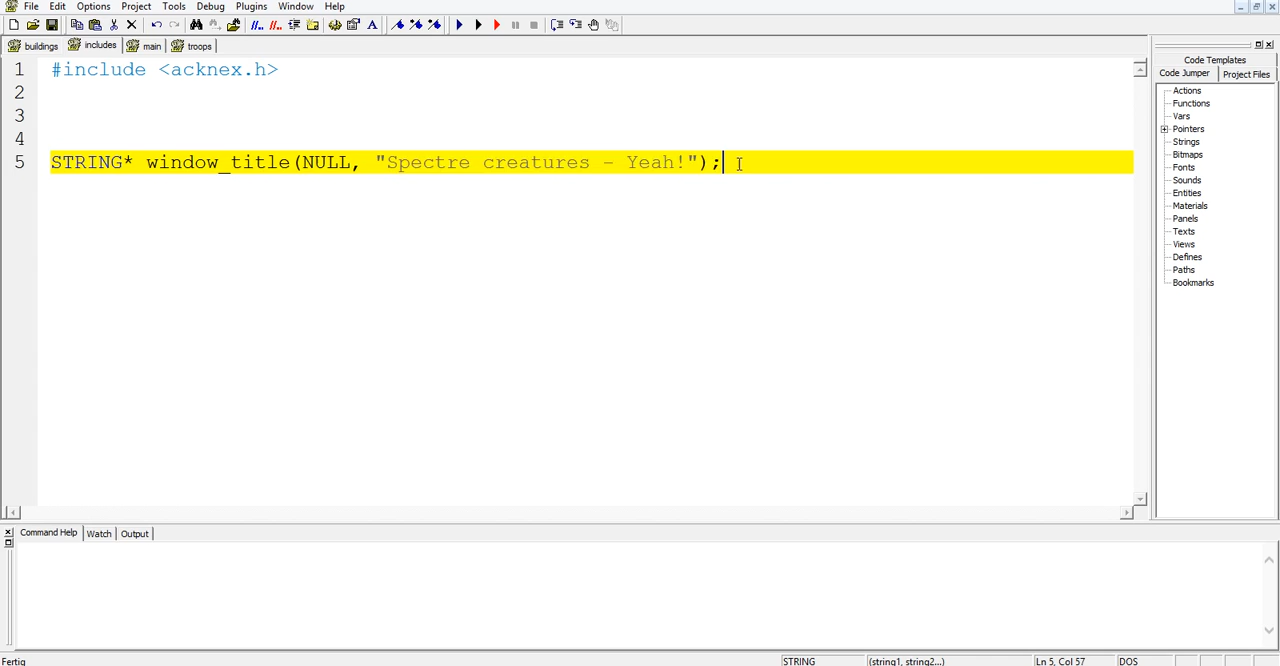 File Edit Options Project Tools Debug Plugins Window Help
buildings includes main troops
1 #include <acknex.h>
2
3
4
5 STRING* window_title(NULL, "Spectre creatures - Yeah!");
Code Templates
Code Jumper Project Files
Actions
Functions
Vars
Pointers
Strings
Bitmaps
Fonts
Sounds
Entities
Materials
Panels
Texts
Views
Defines
Paths
Bookmarks
Command Help Watch Output
Fertig STRING (string1, string2...) Ln 5, Col 57 DOS